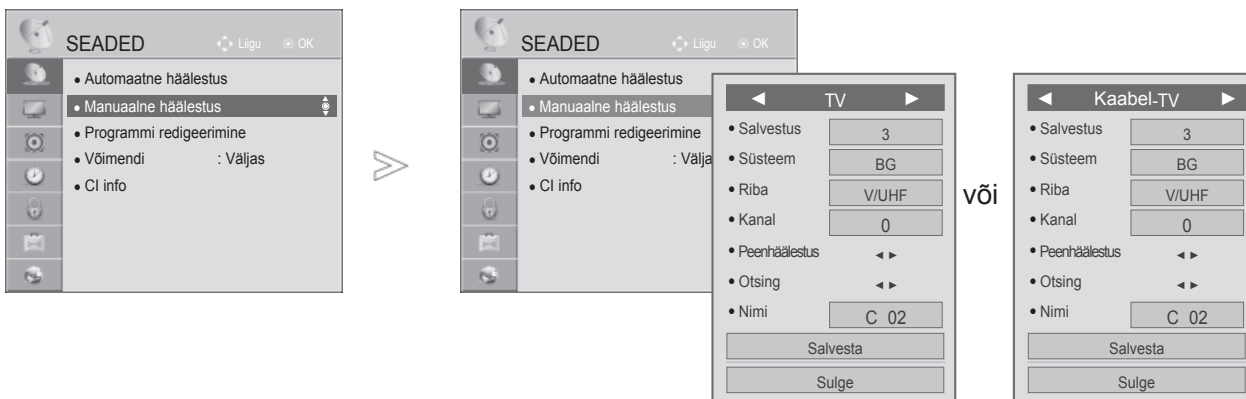 SEADED Liigu OK
• Automaatne häälestus
• Manuaalne häälestus
• Programmi redigeerimine
• Võimendi : Väljas
• CI info
SEADED Liigu OK
• Automaatne häälestus
• Manuaalne häälestus
• Programmi redigeerimine
• Võimendi : Välja
• CI info
◄ TV ►
• Salvestus 3
• Süsteem BG
• Riba V/UHF
• Kanal 0
• Peenhäälestus ◄ ►
• Otsing ◄ ►
• Nimi C 02
Salvesta
Sulge
või
◄ Kaabel-TV ►
• Salvestus 3
• Süsteem BG
• Riba V/UHF
• Kanal 0
• Peenhäälestus ◄ ►
• Otsing ◄ ►
• Nimi C 02
Salvesta
Sulge